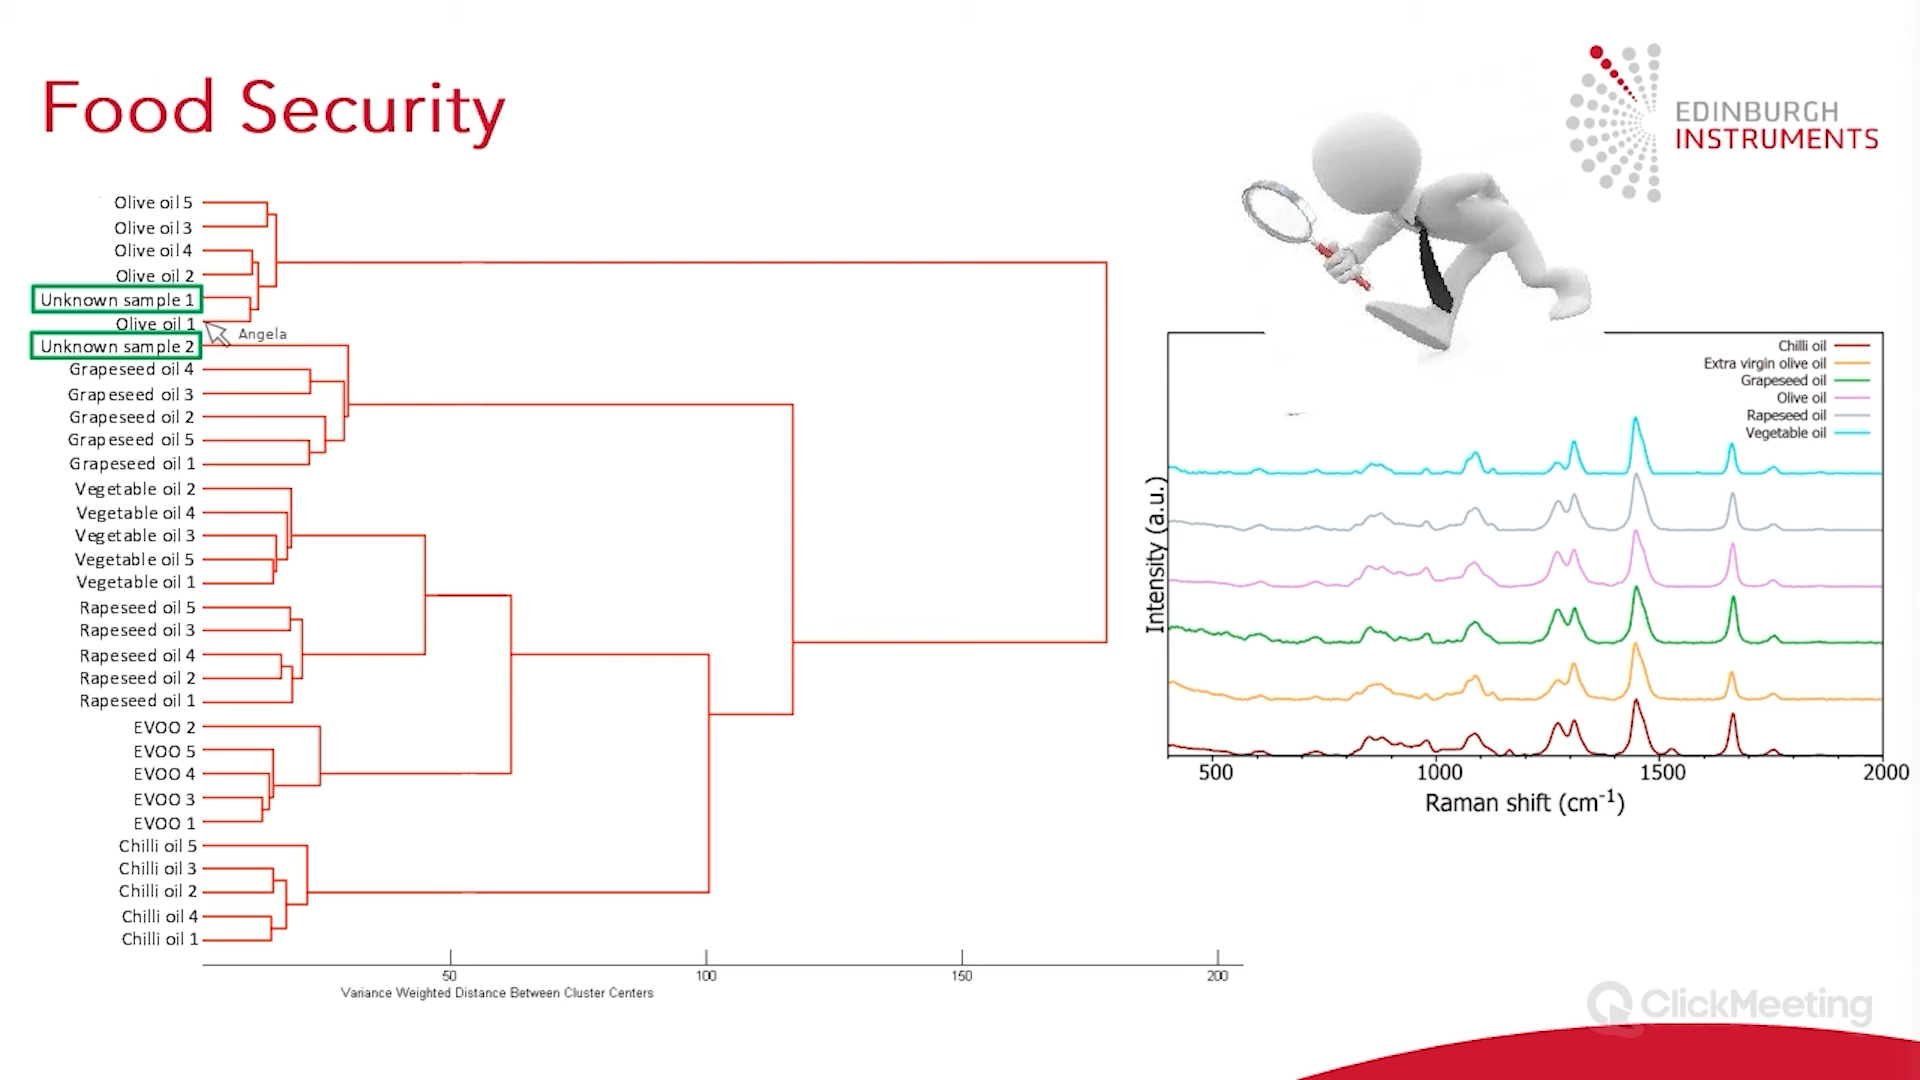 Food Security
EDINBURGH
INSTRUMENTS
Olive oil 5
Olive oil 3
Olive oil 4
Olive oil 2
Unknown sample 1
Olive oil 1
Angela
Unknown sample 2
Grapeseed oil 4
Grapeseed oil 3
Grapeseed oil 2
Grapeseed oil 5
Grapeseed oil 1
Vegetable oil 2
Vegetable oil 4
Vegetable oil 3
Vegetable oil 5
Vegetable oil 1
Rapeseed oil 5
Rapeseed oil 3
Rapeseed oil 4
Rapeseed oil 2
Rapeseed oil 1
EVOO 2
EVOO 5
EVOO 4
EVOO 3
EVOO 1
Chilli oil 5
Chilli oil 3
Chilli oil 2
Chilli oil 4
Chilli oil 1
50 100 150 200
Variance Weighted Distance Between Cluster Centers
Chilli oil
Extra virgin olive oil
Grapeseed oil
Olive oil
Rapeseed oil
Vegetable oil
Intensity (a.u.)
500 1000 1500 2000
Raman shift (cm⁻¹)
ClickMeeting